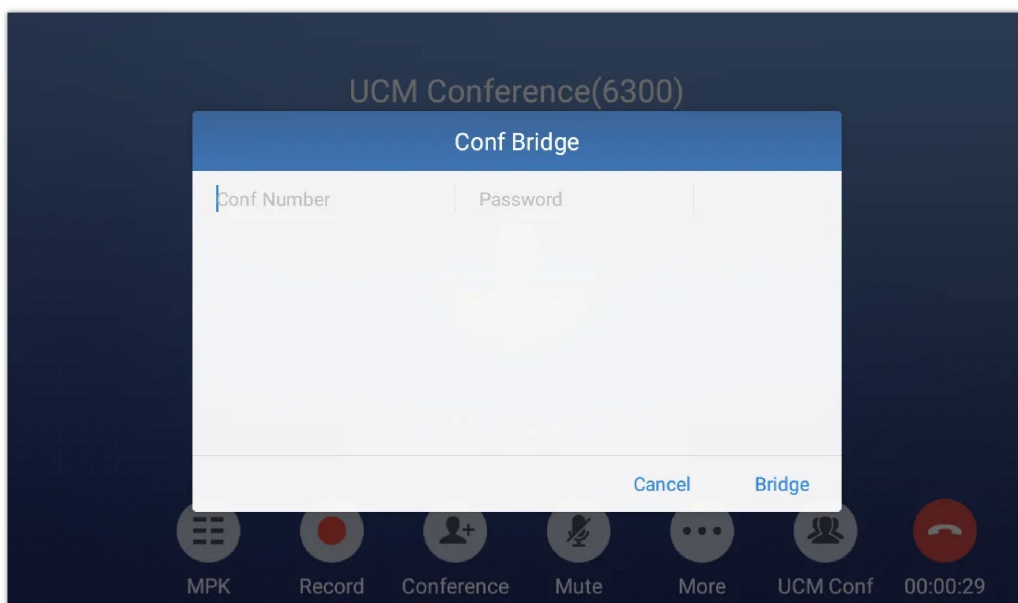 UCM Conference(6300)
Conf Bridge
Conf Number Password
Cancel Bridge
MPK Record Conference Mute More UCM Conf 00:00:29